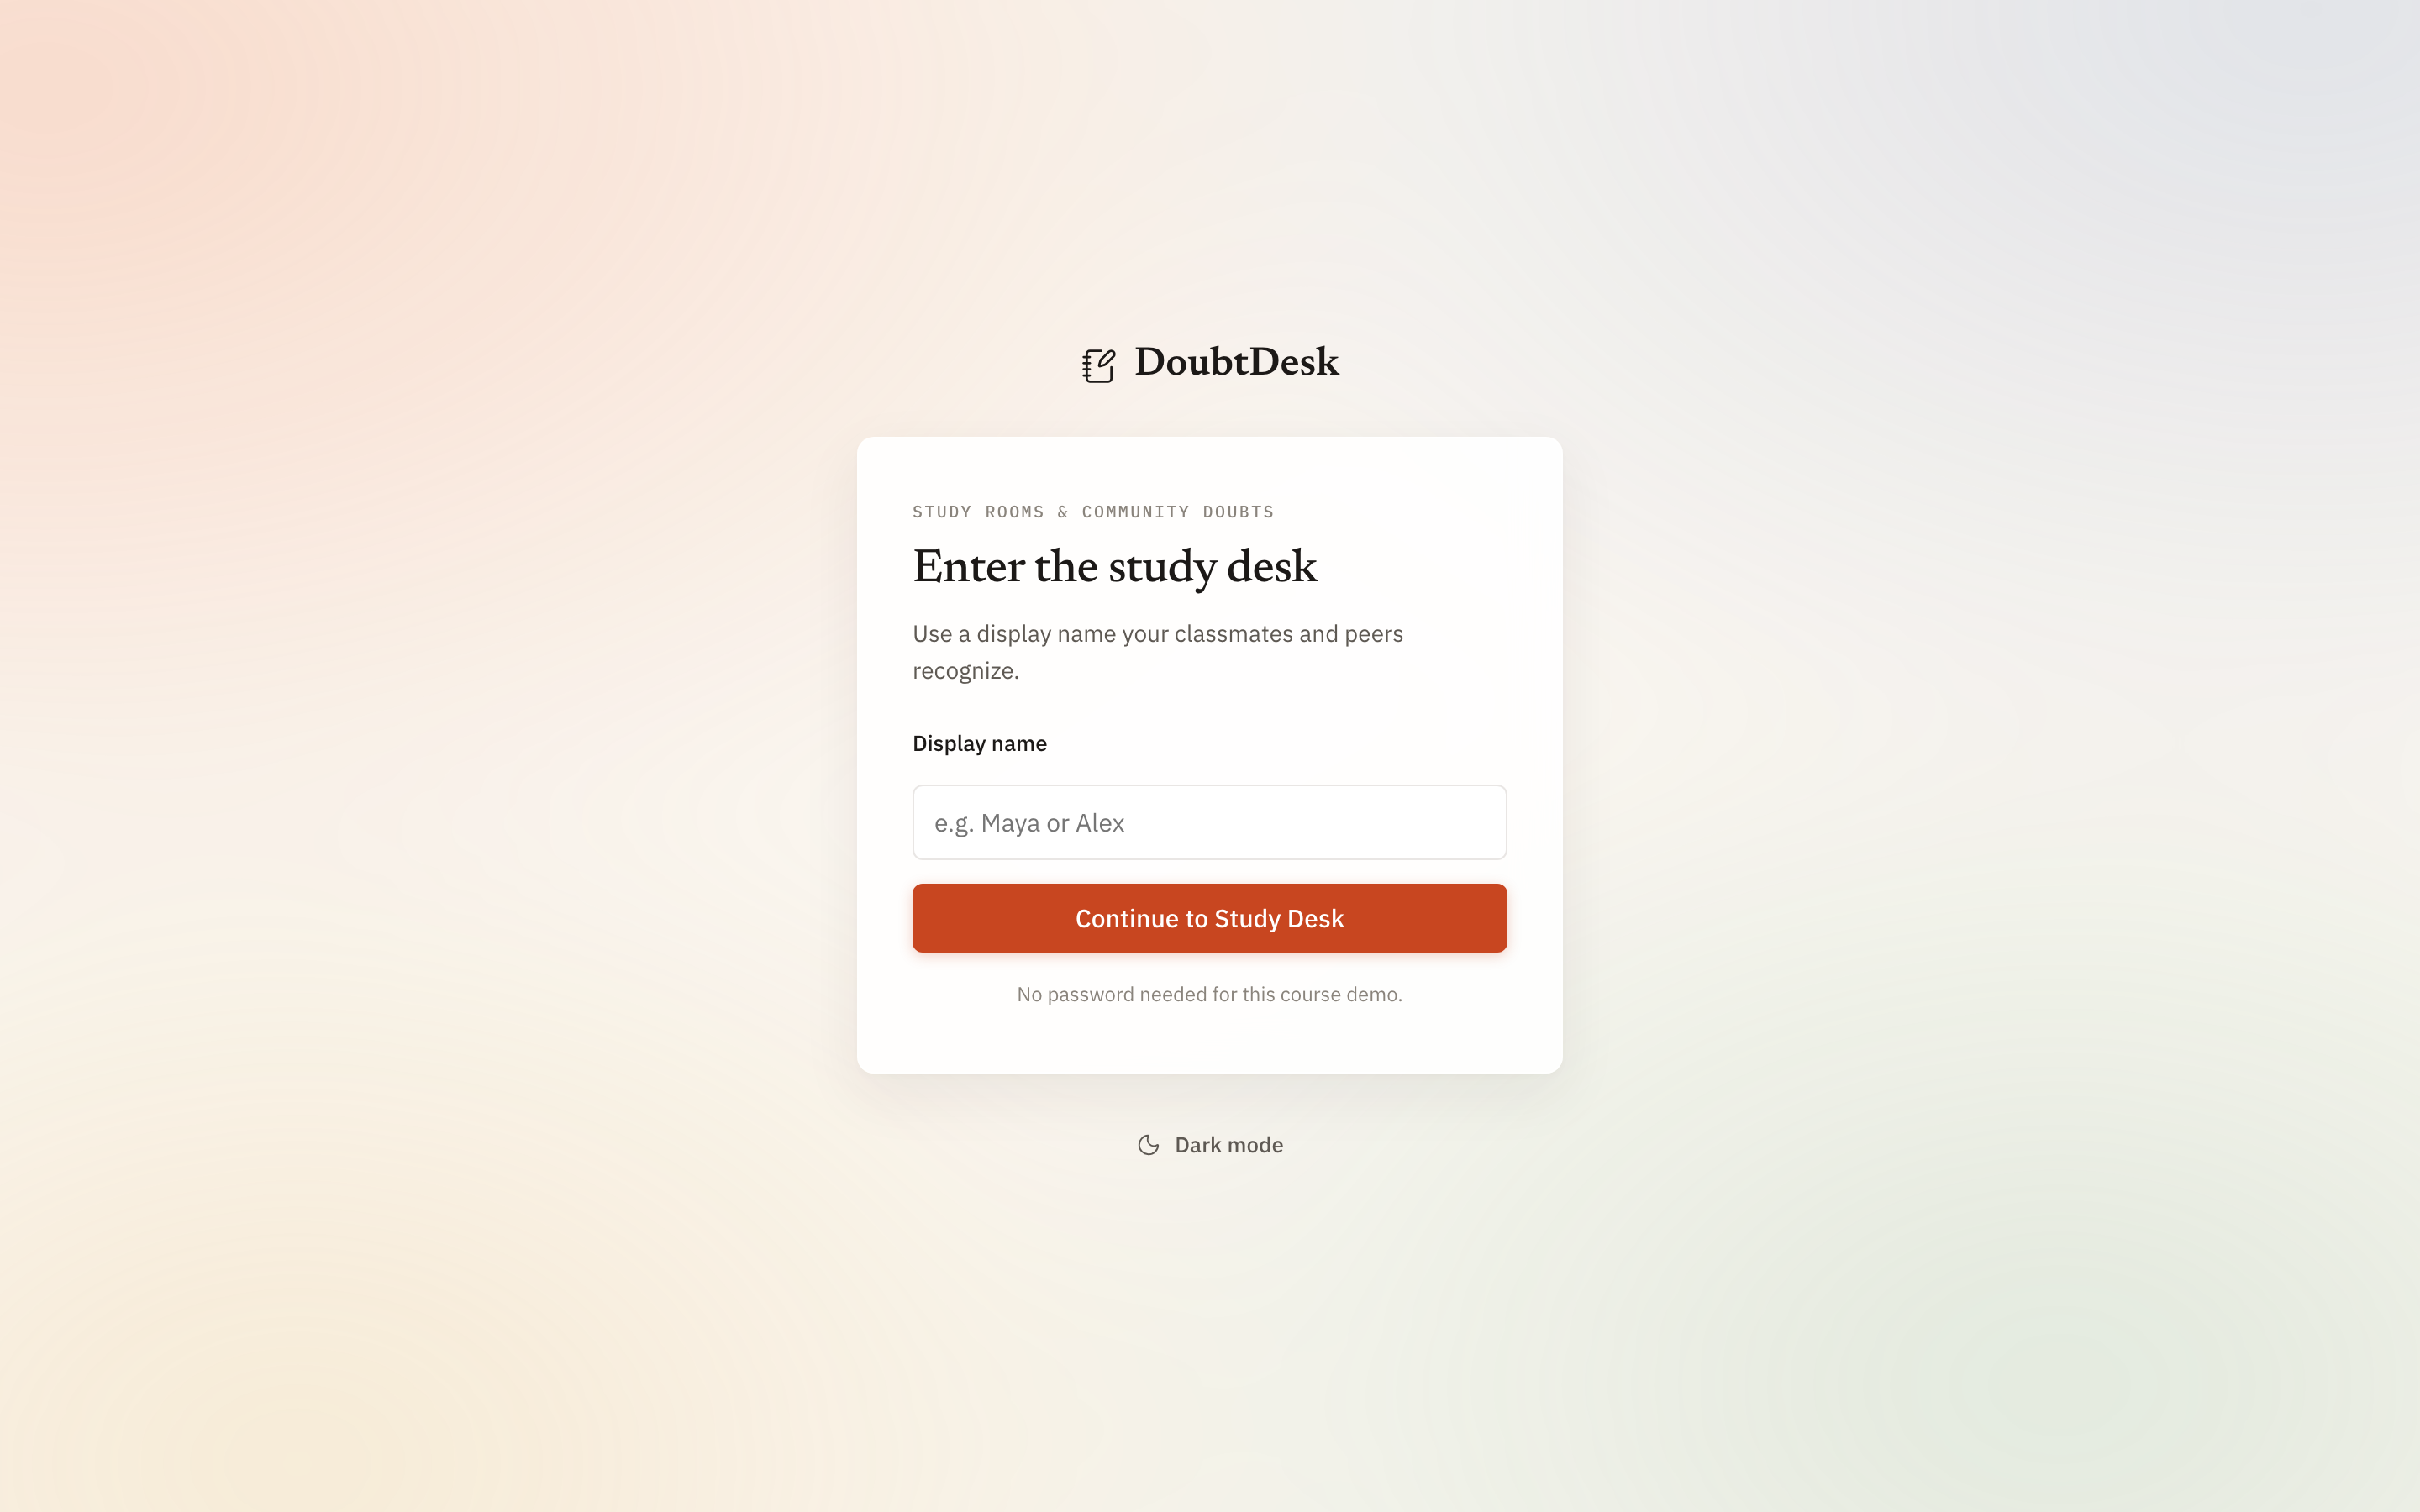 DoubtDesk
STUDY ROOMS & COMMUNITY DOUBTS
Enter the study desk
Use a display name your classmates and peers
recognize.
Display name
e.g. Maya or Alex
Continue to Study Desk
No password needed for this course demo.
Dark mode